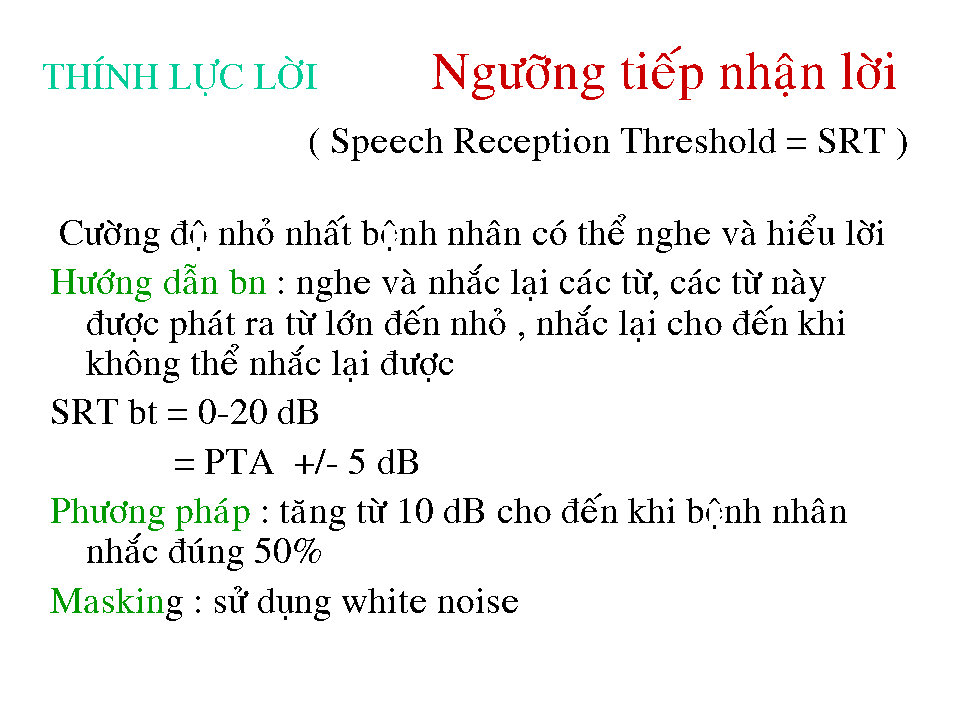 THÍNH LỰC LỜI Ngưỡng tiếp nhận lời
( Speech Reception Threshold = SRT )
Cường độ nhỏ nhất bệnh nhân có thể nghe và hiểu lời
Hướng dẫn bn : nghe và nhắc lại các từ, các từ này
được phát ra từ lớn đến nhỏ , nhắc lại cho đến khi
không thể nhắc lại được
SRT bt = 0-20 dB
= PTA +/- 5 dB
Phương pháp : tăng từ 10 dB cho đến khi bệnh nhân
nhắc đúng 50%
Masking : sử dụng white noise